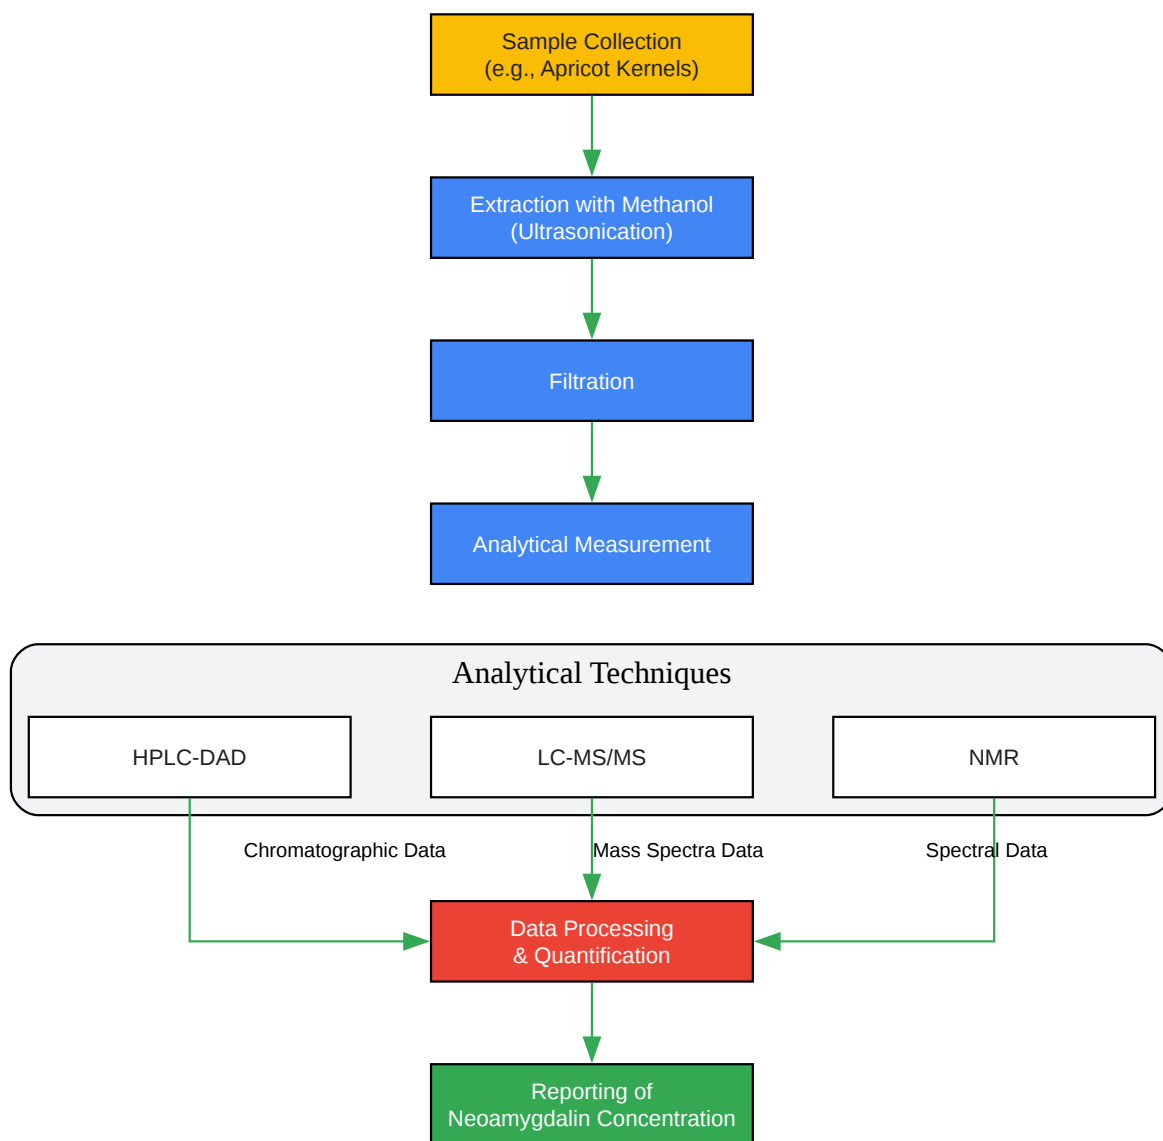 Sample Collection
(e.g., Apricot Kernels)
Extraction with Methanol
(Ultrasonication)
Filtration
Analytical Measurement
Analytical Techniques
HPLC-DAD
LC-MS/MS
NMR
Chromatographic Data
Mass Spectra Data
Spectral Data
Data Processing
& Quantification
Reporting of
Neoamygdalin Concentration